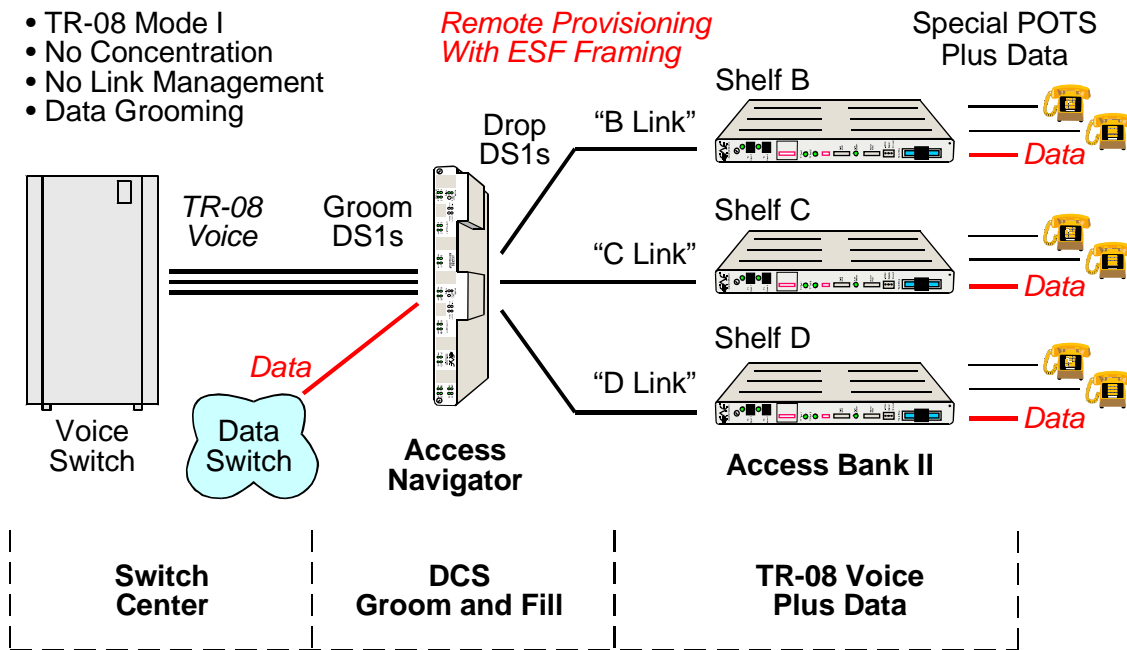 • TR-08 Mode I
• No Concentration
• No Link Management
• Data Grooming
Remote Provisioning
With ESF Framing
Special POTS
Plus Data
Shelf B
Drop
DS1s
“B Link”
Data
TR-08
Voice
Groom
DS1s
Shelf C
“C Link”
Data
Shelf D
Data
“D Link”
Data
Voice
Switch
Data
Switch
Access
Navigator
Access Bank II
Switch
Center
DCS
Groom and Fill
TR-08 Voice
Plus Data